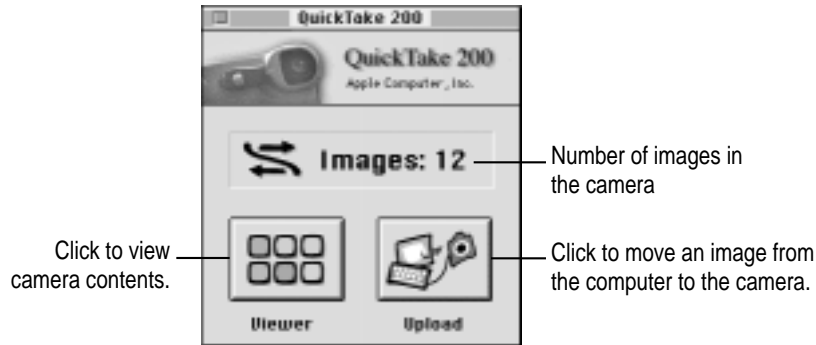 QuickTake 200
QuickTake 200
Apple Computer, Inc.
Images: 12
Number of images in
the camera
Click to view
camera contents.
Click to move an image from
the computer to the camera.
Viewer
Upload